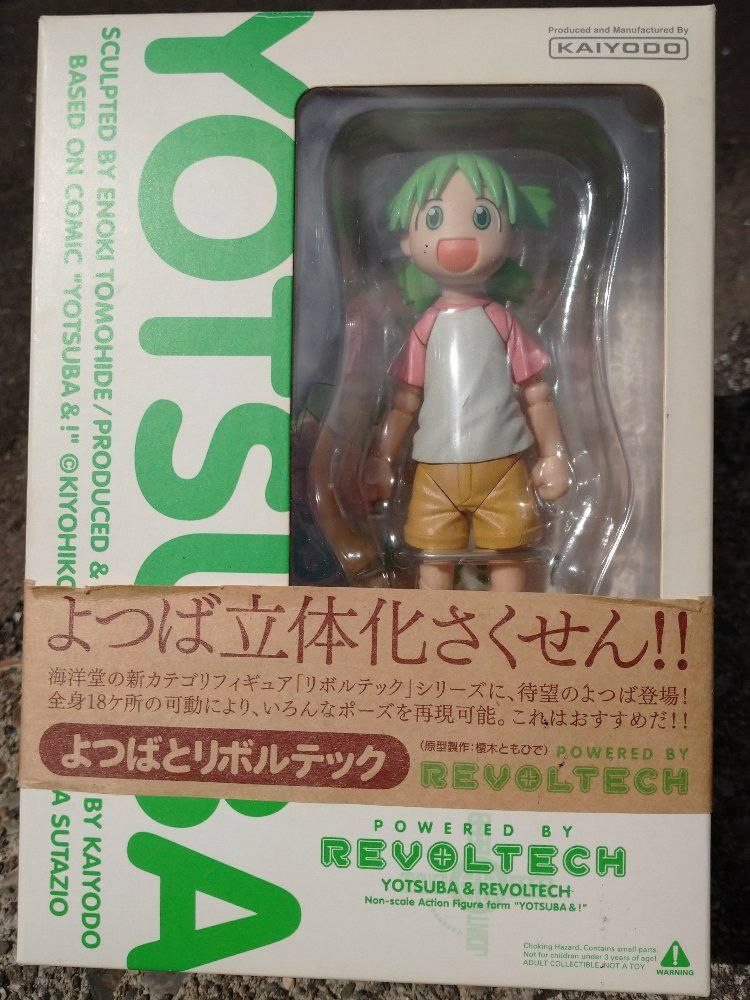 Produced and Manufactured By
KAIYODO
YOTSUBA
SCULPTED BY ENOKI TOMOHIDE / PRODUCED & BY KAIYODO
BASED ON COMIC "YOTSUBA&!" ©KIYOHIKO A SUTAZIO
よつば立体化さくせん!!
海洋堂の新カテゴリフィギュア「リボルテック」シリーズに、待望のよつば登場!
全身18ケ所の可動により、いろんなポーズを再現可能。これはおすすめだ!!
よつばとリボルテック
(原型製作:榎木ともひで)
POWERED BY
REVOLTECH
POWERED BY
REVOLTECH
YOTSUBA & REVOLTECH
Non-scale Action Figure form "YOTSUBA&!"
Choking Hazard. Contains small parts.
Not for children under 3 years of age!
ADULT COLLECTIBLE, NOT A TOY.
WARNING